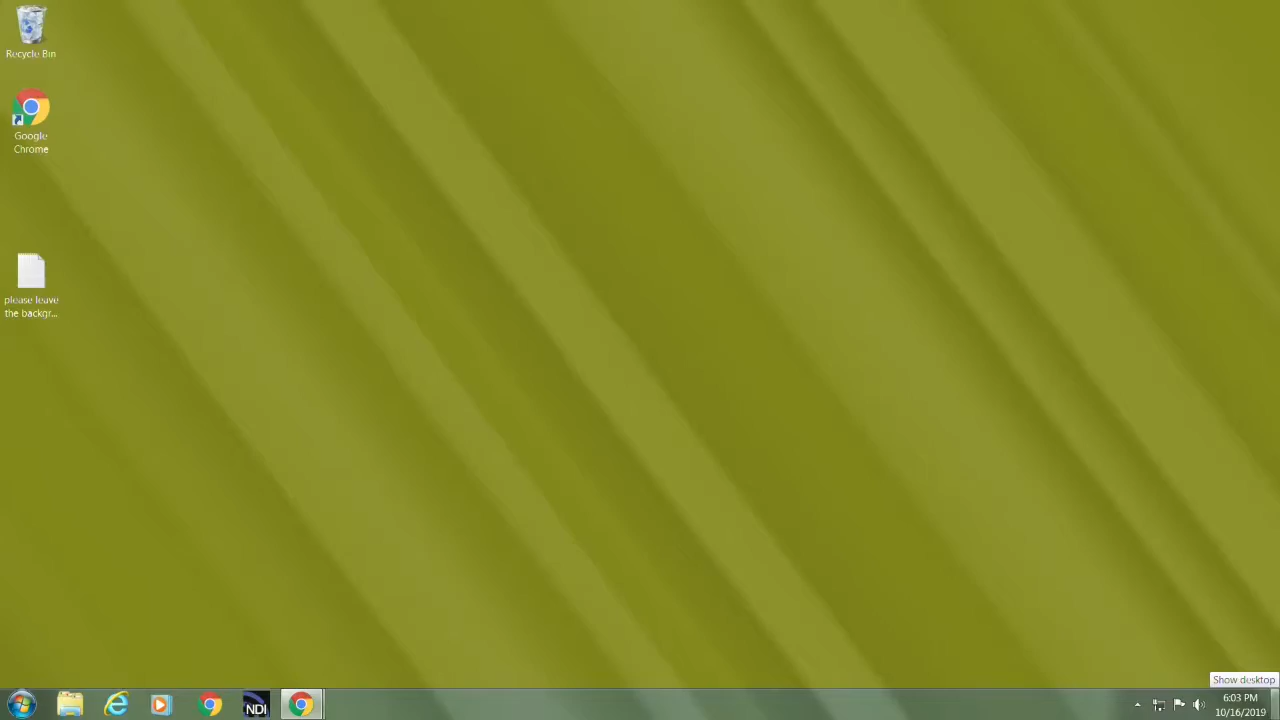 Recycle Bin
Google
Chrome
please leave
the backgr...
NDI
Show desktop
6:03 PM
10/16/2019